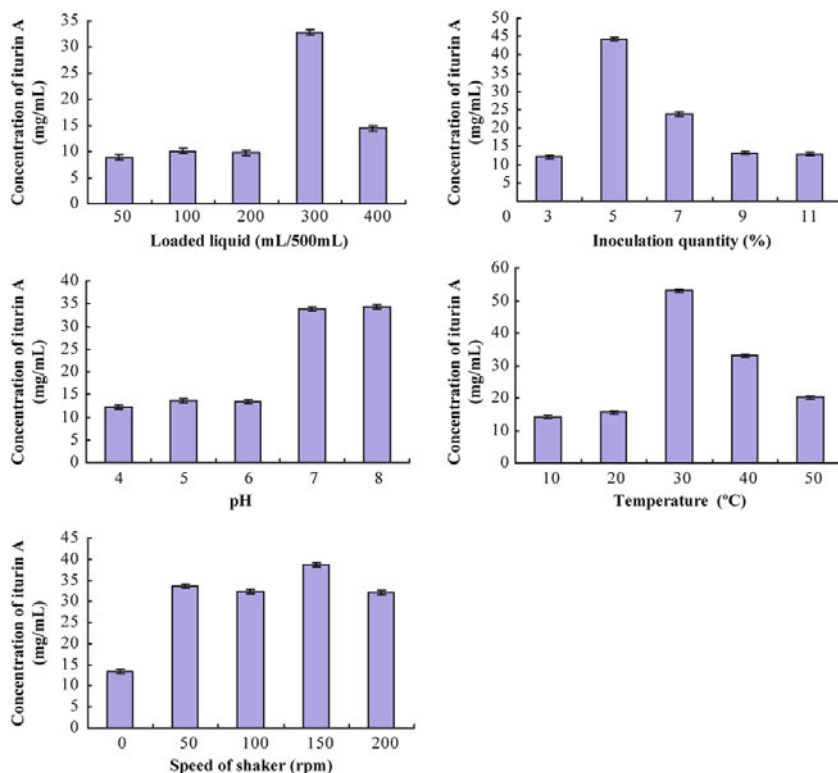 Concentration of iturin A
(mg/mL)
35
30
25
20
15
10
5
0
50 100 200 300 400
Loaded liquid (mL/500mL)
Concentration of iturin A
(mg/mL)
50
45
40
35
30
25
20
15
10
5
0 3 5 7 9 11
Inoculation quantity (%)
Concentration of iturin A
(mg/mL)
40
35
30
25
20
15
10
5
0
4 5 6 7 8
pH
Concentration of iturin A
(mg/mL)
60
50
40
30
20
10
0
10 20 30 40 50
Temperature (ºC)
Concentration of iturin A
(mg/mL)
45
40
35
30
25
20
15
10
5
0
0 50 100 150 200
Speed of shaker (rpm)